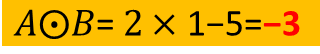 A⊙B= 2 × 1–5=–3